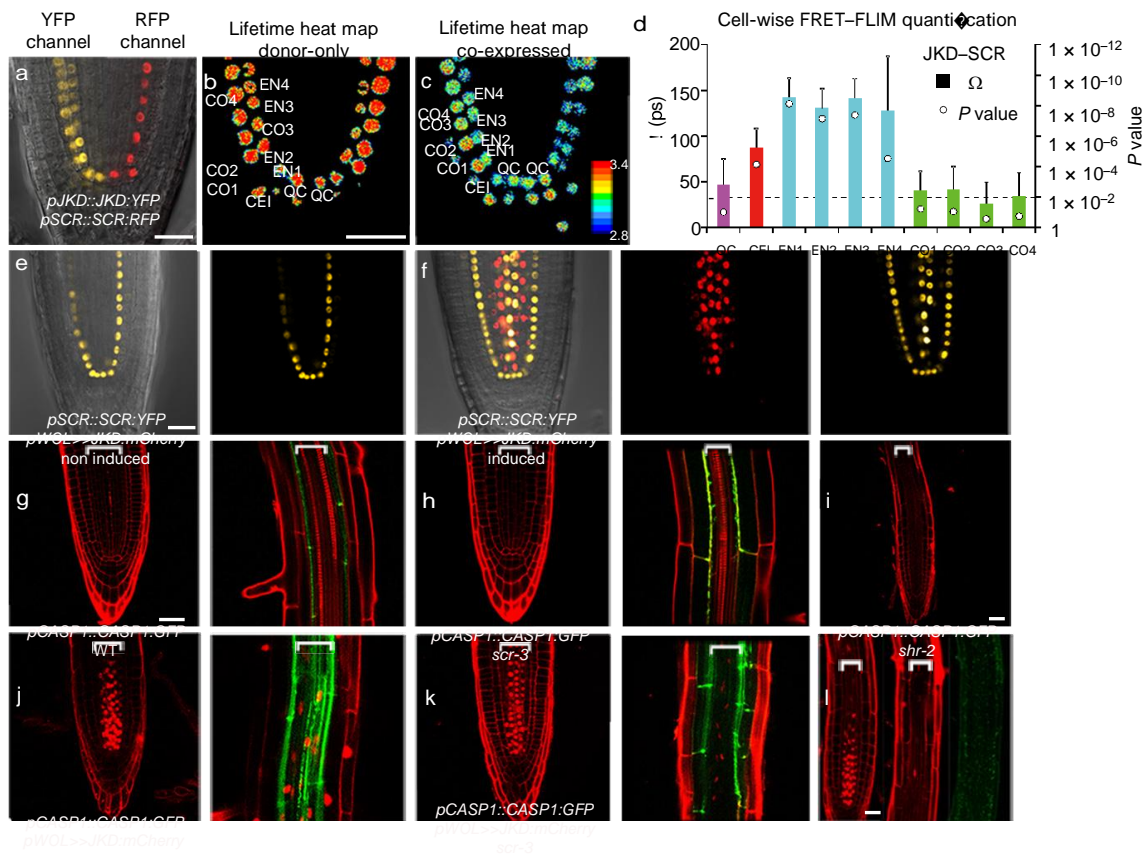 YFP channel
RFP channel
Lifetime heat map
donor-only
Lifetime heat map
co-expressed
d
Cell-wise FRET–FLIM quanti�cation
a
pJKD::JKD:YFP
pSCR::SCR:RFP
b
EN4
CO4
EN3
CO3
EN2
CO2
EN1
CO1
QC QC
CEI
c
EN4
CO4
EN3
CO3
EN2
CO2
EN1
CO1
QC QC
CEI
3.4
2.8
200
150
100
50
0
! (ps)
JKD–SCR
Ω
P value
1 × 10-12
1 × 10-10
1 × 10-8
1 × 10-6
1 × 10-4
1 × 10-2
1
P value
QC CEI EN1 EN2 EN3 EN4 CO1 CO2 CO3 CO4
e
pSCR::SCR:YFP
pWOL>>JKD:mCherry
non induced
f
pSCR::SCR:YFP
pWOL>>JKD:mCherry
induced
g
pCASP1::CASP1:GFP
WT
h
pCASP1::CASP1:GFP
scr-3
i
pCASP1::CASP1:GFP
shr-2
j
pCASP1::CASP1:GFP
pWOL>>JKD:mCherry
k
pCASP1::CASP1:GFP
pWOL>>JKD:mCherry
scr-3
l